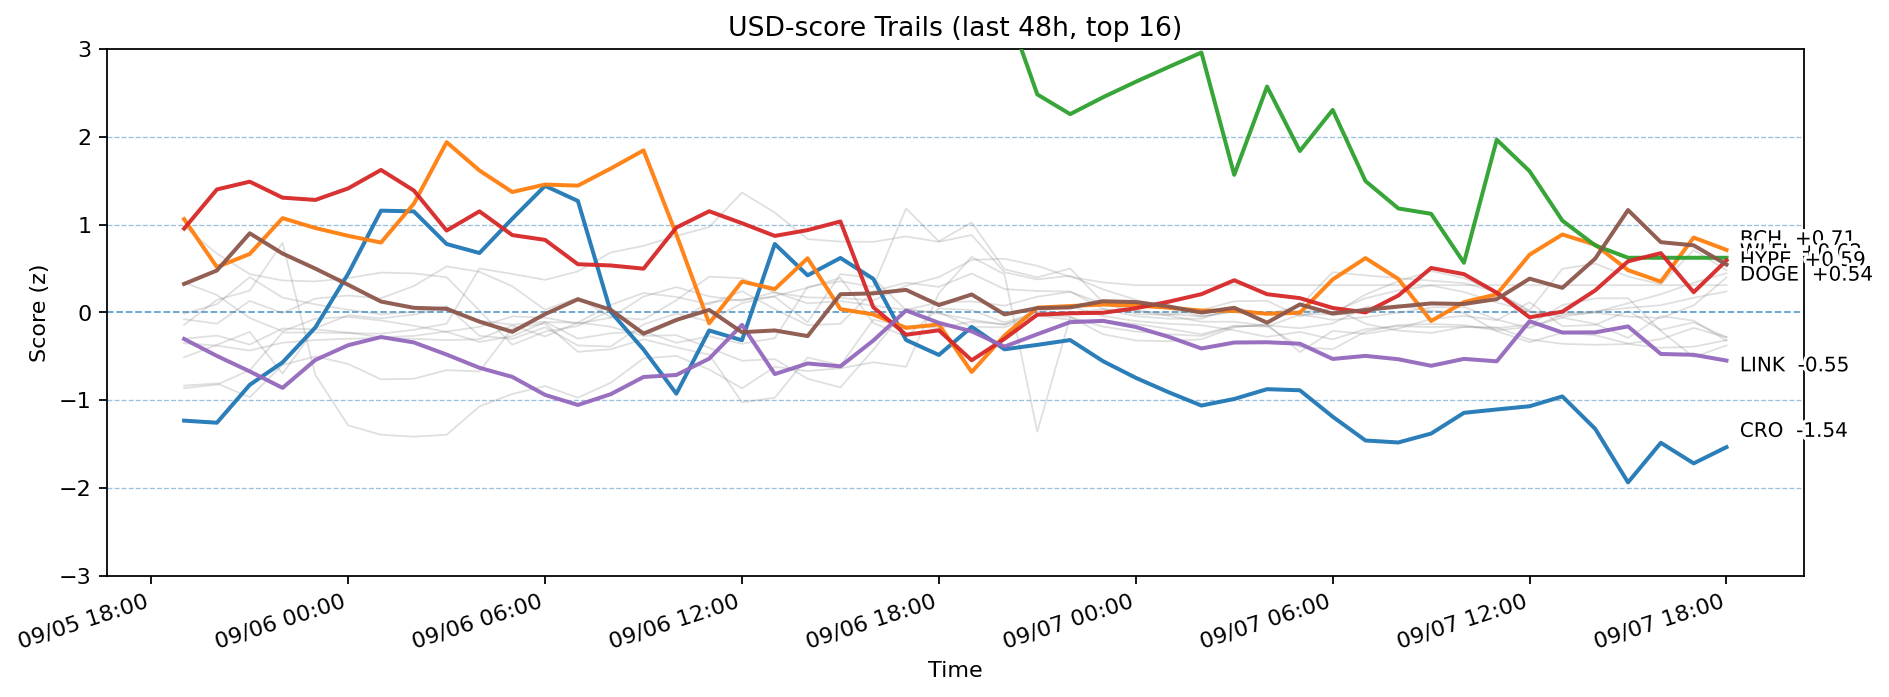 USD-score Trails (last 48h, top 16)
Score (z)
3
2
1
0
−1
−2
−3
BCH +0.71
HYPE +0.59
DOGE +0.54
LINK -0.55
CRO -1.54
09/05 18:00
09/06 00:00
09/06 06:00
09/06 12:00
09/06 18:00
09/07 00:00
09/07 06:00
09/07 12:00
09/07 18:00
Time